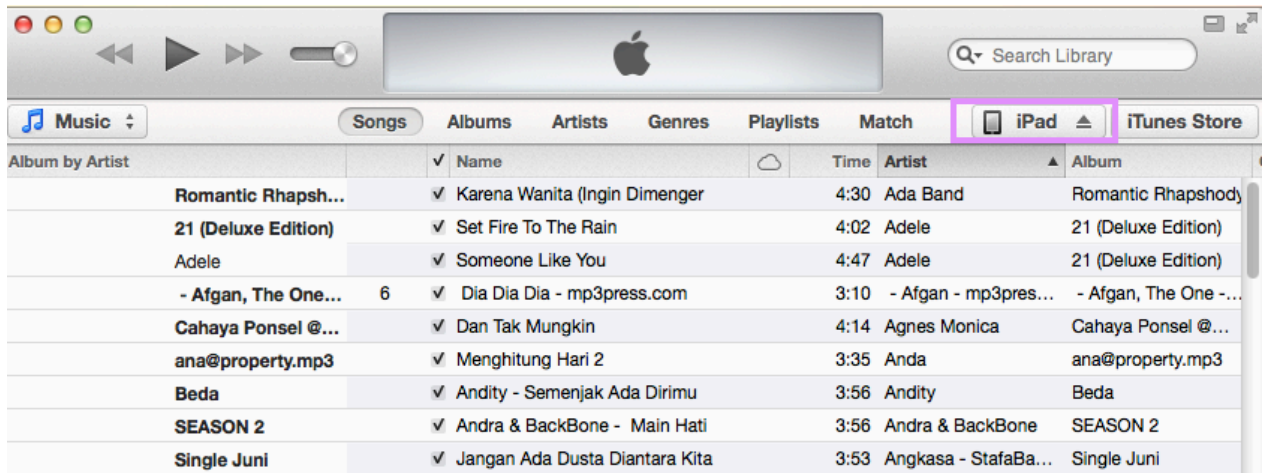 Search Library
Music Songs Albums Artists Genres Playlists Match iPad iTunes Store
Album by Artist ✓ Name Time Artist ▲ Album
Romantic Rhapsh... ✓ Karena Wanita (Ingin Dimenger 4:30 Ada Band Romantic Rhapshody
21 (Deluxe Edition) ✓ Set Fire To The Rain 4:02 Adele 21 (Deluxe Edition)
Adele ✓ Someone Like You 4:47 Adele 21 (Deluxe Edition)
- Afgan, The One... 6 ✓ Dia Dia Dia - mp3press.com 3:10 - Afgan - mp3pres... - Afgan, The One -...
Cahaya Ponsel @... ✓ Dan Tak Mungkin 4:14 Agnes Monica Cahaya Ponsel @...
ana@property.mp3 ✓ Menghitung Hari 2 3:35 Anda ana@property.mp3
Beda ✓ Andity - Semenjak Ada Dirimu 3:56 Andity Beda
SEASON 2 ✓ Andra & BackBone - Main Hati 3:56 Andra & BackBone SEASON 2
Single Juni ✓ Jangan Ada Dusta Diantara Kita 3:53 Angkasa - StafaBa... Single Juni